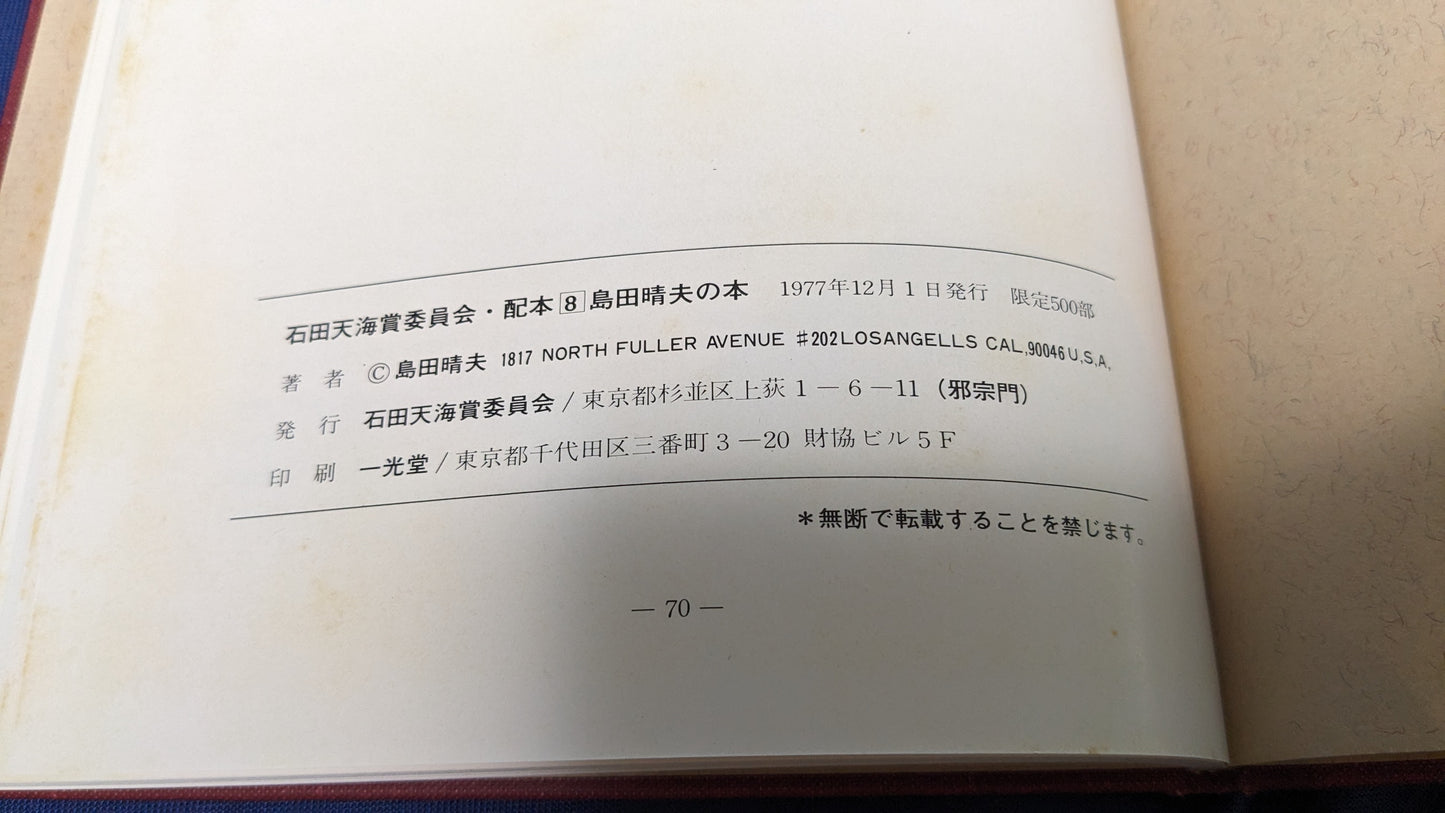 石田天海賞委員会・配本8島田晴夫の本 1977年12月1日発行 限定500部
著者 ©島田晴夫 1817 NORTH FULLER AVENUE #202LOSANGELLS CAL,90046U,S,A,
発行 石田天海賞委員会/東京都杉並区上荻1―6―11(邪宗門)
印刷 一光堂/東京都千代田区三番町3―20 財協ビル5F
*無断で転載することを禁じます。
― 70 ―